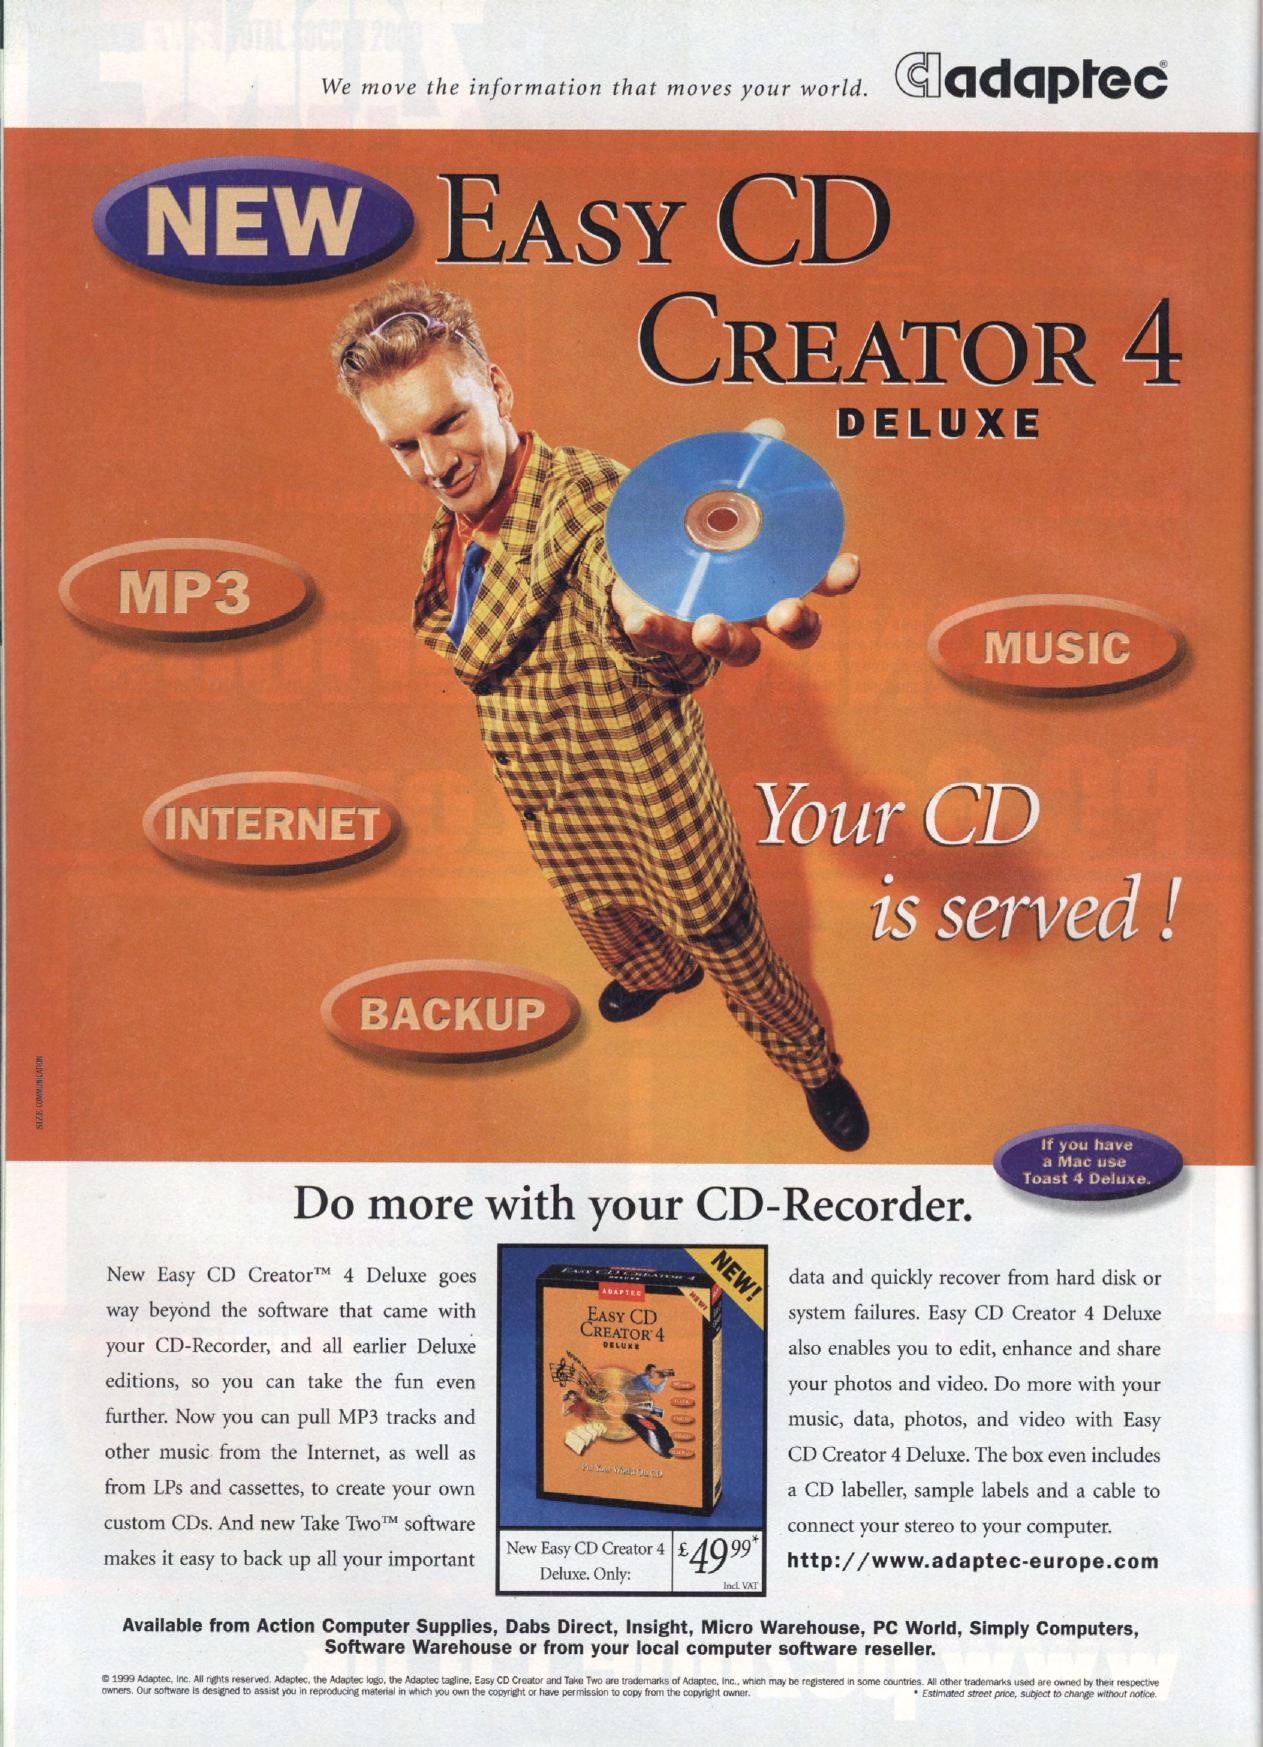 We move the information that moves your world.
adaptec®
NEW
EASY CD
CREATOR 4
DELUXE
MP3
MUSIC
INTERNET
Your CD
is served !
BACKUP
SIZE COMMUNICATION
If you have
a Mac use
Toast 4 Deluxe.
Do more with your CD-Recorder.
New Easy CD Creator™ 4 Deluxe goes
way beyond the software that came with
your CD-Recorder, and all earlier Deluxe
editions, so you can take the fun even
further. Now you can pull MP3 tracks and
other music from the Internet, as well as
from LPs and cassettes, to create your own
custom CDs. And new Take Two™ software
makes it easy to back up all your important
NEW!
EASY CD CREATOR 4
DELUXE
ADAPTEC
NEW!
EASY CD
CREATOR 4
DELUXE
Put Your World On CD
New Easy CD Creator 4
Deluxe. Only:
£4999*
Incl. VAT
data and quickly recover from hard disk or
system failures. Easy CD Creator 4 Deluxe
also enables you to edit, enhance and share
your photos and video. Do more with your
music, data, photos, and video with Easy
CD Creator 4 Deluxe. The box even includes
a CD labeller, sample labels and a cable to
connect your stereo to your computer.
http://www.adaptec-europe.com
Available from Action Computer Supplies, Dabs Direct, Insight, Micro Warehouse, PC World, Simply Computers,
Software Warehouse or from your local computer software reseller.
© 1999 Adaptec, Inc. All rights reserved. Adaptec, the Adaptec logo, the Adaptec tagline, Easy CD Creator and Take Two are trademarks of Adaptec, Inc., which may be registered in some countries. All other trademarks used are owned by their respective
owners. Our software is designed to assist you in reproducing material in which you own the copyright or have permission to copy from the copyright owner.
* Estimated street price, subject to change without notice.